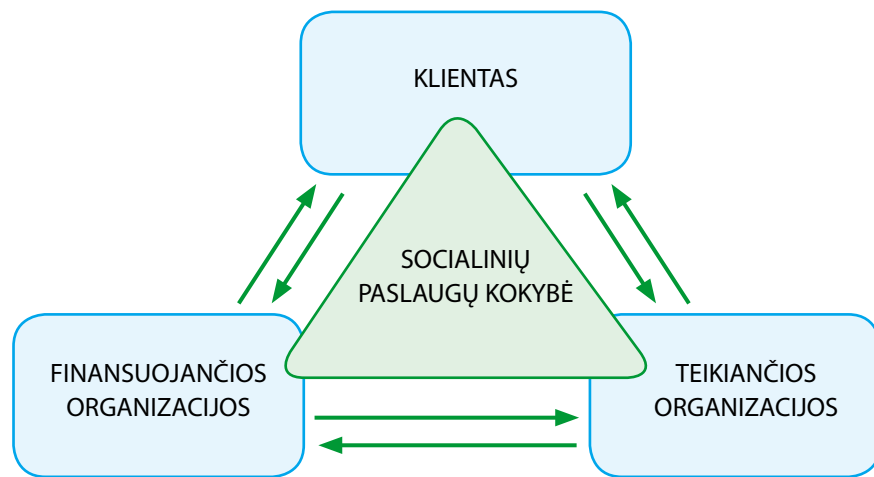 KLIENTAS
SOCIALINIŲ
PASLAUGŲ KOKYBĖ
FINANSUOJANČIOS
ORGANIZACIJOS
TEIKIANČIOS
ORGANIZACIJOS